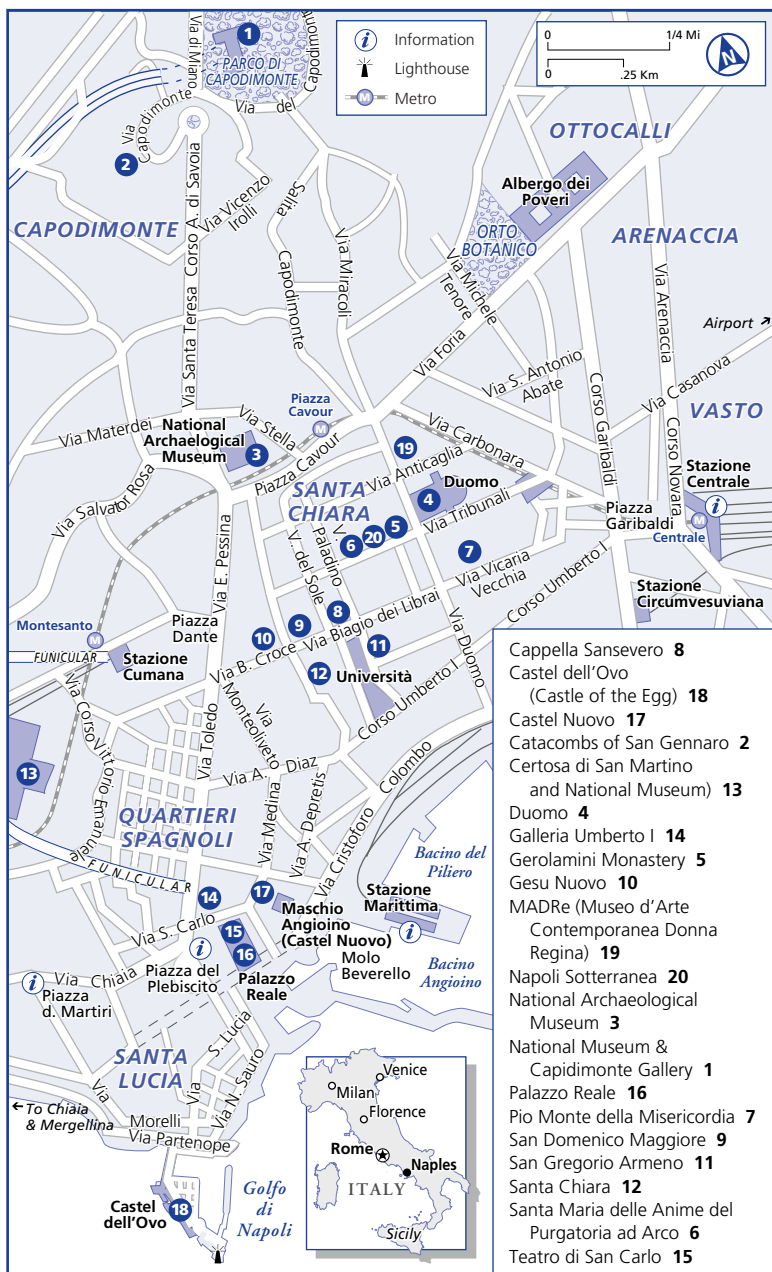 Via di Miano
1
PARCO DI
CAPODIMONTE
Capodimonte
Via del
Information
Lighthouse
M Metro
0 1/4 Mi
0 .25 Km
N
Via
Capodimonte
2
CAPODIMONTE
Corso A. di Savoia
Via Vicenzo
Irolli
Salita
Capodimonte
Via Miracoli
OTTOCALLI
Albergo dei
Poveri
ORTO
BOTANICO
ARENACCIA
Via Michele
Tenore
Via Arenaccia
Airport
Via Santa Teresa
Via Foria
Via S. Antonio
Abate
Via Casanova
VASTO
Corso Garibaldi
Corso Novara
Piazza
Cavour
M
Via Materdei
National
Archaelogical
Museum
3
Via Stella
Piazza Cavour
Via Carbonara
19
Via Anticaglia
Duomo
4
Stazione
Centrale
i
Via Salvator Rosa
SANTA
CHIARA
V.
Paladino
V. del Sole
6
20
5
Via Tribunali
Piazza
Garibaldi
M
Centrale
7
Via Vicaria
Vecchia
Corso Umberto I
Stazione
Circumvesuviana
Via E. Pessina
Piazza
Dante
Montesanto
M
FUNICULAR
Stazione
Cumana
10
9
8
Via B. Croce
Via Biagio dei Librai
11
12
Università
Via Duomo
Corso Umberto I
Via Corso
Vittorio Emanuele
Via Toledo
Via
Monteoliveto
13
Via A. Diaz
Colombo
Via Cristoforo
QUARTIERI
SPAGNOLI
Via Medina
Via A. Depretis
FUNICULAR
Bacino del
Piliero
14
17
Via S. Carlo
15
16
Maschio
Angioino
(Castel Nuovo)
Stazione
Marittima
i
i
Piazza del
Plebiscito
Palazzo
Reale
Molo
Beverello
Bacino
Angioino
i
Via Chiaia
Piazza
d. Martiri
SANTA
LUCIA
Via
S. Lucia
Via N. Sauro
To Chiaia
& Mergellina
Via
Morelli
Via Partenope
Castel
dell'Ovo
18
Golfo
di
Napoli
Venice
Milan
Florence
Rome
Naples
ITALY
Sicily
Cappella Sansevero 8
Castel dell'Ovo
(Castle of the Egg) 18
Castel Nuovo 17
Catacombs of San Gennaro 2
Certosa di San Martino
and National Museum) 13
Duomo 4
Galleria Umberto I 14
Gerolamini Monastery 5
Gesu Nuovo 10
MADRe (Museo d'Arte
Contemporanea Donna
Regina) 19
Napoli Sotterranea 20
National Archaeological
Museum 3
National Museum &
Capidimonte Gallery 1
Palazzo Reale 16
Pio Monte della Misericordia 7
San Domenico Maggiore 9
San Gregorio Armeno 11
Santa Chiara 12
Santa Maria delle Anime del
Purgatoria ad Arco 6
Teatro di San Carlo 15